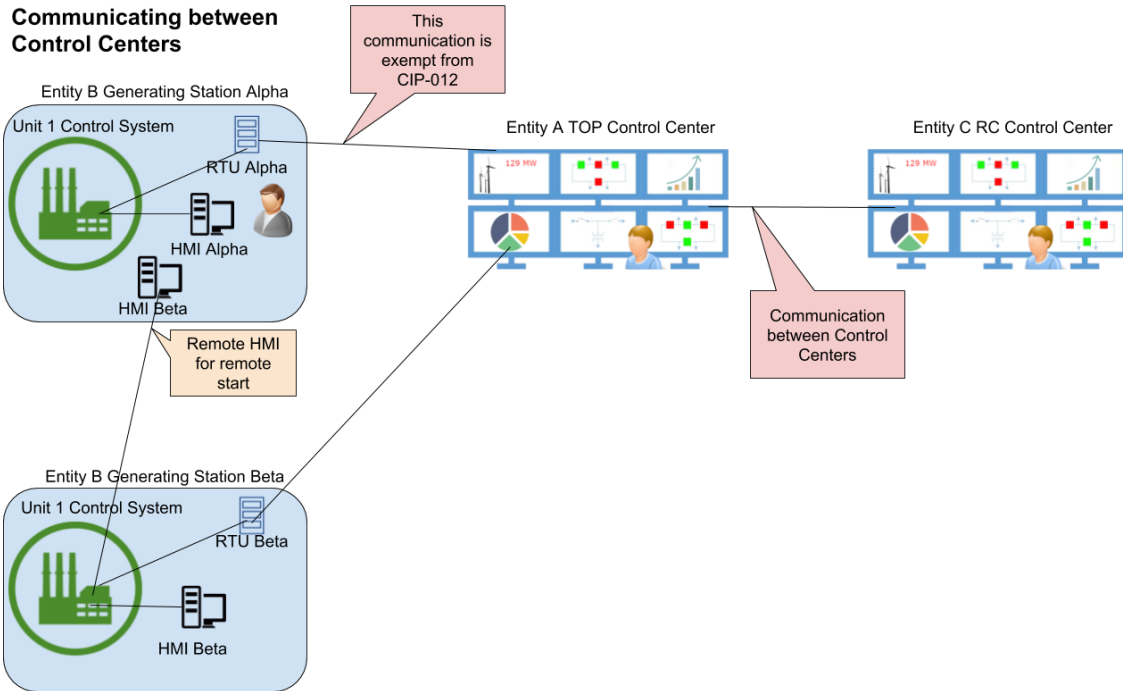 Communicating between
Control Centers
This
communication is
exempt from
CIP-012
Entity B Generating Station Alpha
Unit 1 Control System
RTU Alpha
HMI Alpha
HMI Beta
Entity A TOP Control Center
129 MW
Entity C RC Control Center
129 MW
Remote HMI
for remote
start
Communication
between Control
Centers
Entity B Generating Station Beta
Unit 1 Control System
RTU Beta
HMI Beta